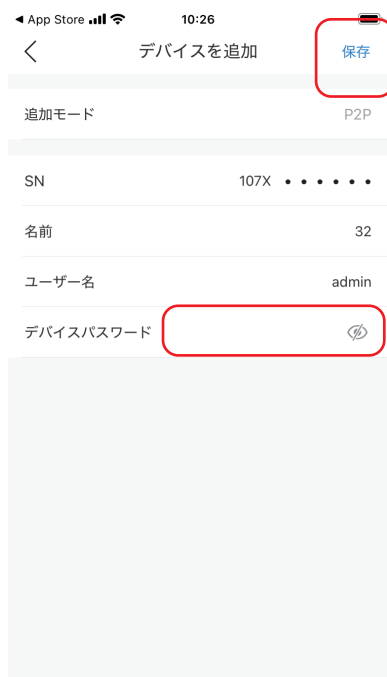 ◀ App Store 10:26
デバイスを追加 保存
追加モード P2P
SN 107X ••••••
名前 32
ユーザー名 admin
デバイスパスワード